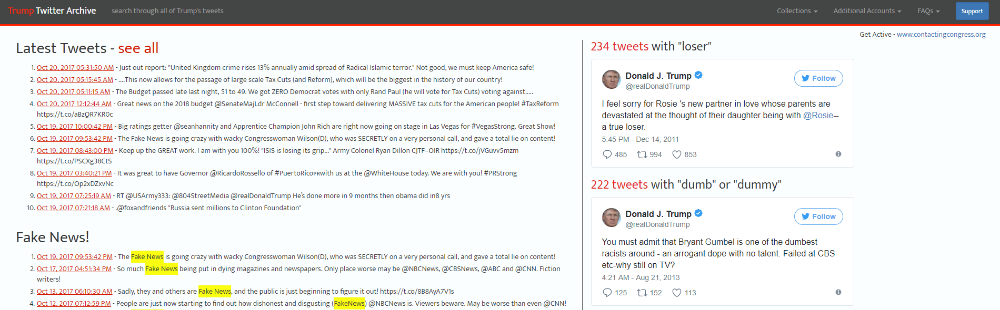 Trump Twitter Archive
search through all of Trump's tweets
Collections
Additional Accounts
FAQs
Support
Get Active - www.contactingcongress.org
Latest Tweets - see all
1. Oct 20, 2017 05:31:50 AM - Just out report: "United Kingdom crime rises 13% annually amid spread of Radical Islamic terror." Not good, we must keep America safe!
2. Oct 20, 2017 05:15:45 AM - ....This now allows for the passage of large scale Tax Cuts (and Reform), which will be the biggest in the history of our country!
3. Oct 20, 2017 05:11:15 AM - The Budget passed late last night, 51 to 49. We got ZERO Democrat votes with only Rand Paul (he will vote for Tax Cuts) voting against.....
4. Oct 20, 2017 12:12:44 AM - Great news on the 2018 budget @SenateMajLdr McConnell - first step toward delivering MASSIVE tax cuts for the American people! #TaxReform
https://t.co/aBzQR7KR0c
5. Oct 19, 2017 10:00:42 PM - Big ratings getter @seanhannity and Apprentice Champion John Rich are right now going on stage in Las Vegas for #VegasStrong. Great Show!
6. Oct 19, 2017 09:53:42 PM - The Fake News is going crazy with wacky Congresswoman Wilson(D), who was SECRETLY on a very personal call, and gave a total lie on content!
7. Oct 19, 2017 08:43:00 PM - Keep up the GREAT work. I am with you 100%! "ISIS is losing its grip..." Army Colonel Ryan Dillon CJTF–OIR https://t.co/jVGuvv5mzm
https://t.co/PSCXg38CtS
8. Oct 19, 2017 03:40:21 PM - It was great to have Governor @RicardoRossello of #PuertoRicoPRwith us at the @WhiteHouse today. We are with you! #PRStrong
https://t.co/Op2xDZxvNc
9. Oct 19, 2017 07:25:19 AM - RT @USArmy333: @804StreetMedia @realDonaldTrump He’s done more in 9 months then obama did in8 yrs
10. Oct 19, 2017 07:21:18 AM - .@foxandfriends "Russia sent millions to Clinton Foundation"
Fake News!
1. Oct 19, 2017 09:53:42 PM - The Fake News is going crazy with wacky Congresswoman Wilson(D), who was SECRETLY on a very personal call, and gave a total lie on content!
2. Oct 17, 2017 04:51:34 PM - So much Fake News being put in dying magazines and newspapers. Only place worse may be @NBCNews, @CBSNews, @ABC and @CNN. Fiction
writers!
3. Oct 13, 2017 06:10:30 AM - Sadly, they and others are Fake News, and the public is just beginning to figure it out! https://t.co/8B8AyA7V1s
4. Oct 12, 2017 07:12:59 PM - People are just now starting to find out how dishonest and disgusting (FakeNews) @NBCNews is. Viewers beware. May be worse than even @CNN!
234 tweets with "loser"
Donald J. Trump
@realDonaldTrump
Follow
I feel sorry for Rosie 's new partner in love whose parents are
devastated at the thought of their daughter being with @Rosie--
a true loser.
5:45 PM - Dec 14, 2011
485 994 853
222 tweets with "dumb" or "dummy"
Donald J. Trump
@realDonaldTrump
Follow
You must admit that Bryant Gumbel is one of the dumbest
racists around - an arrogant dope with no talent. Failed at CBS
etc-why still on TV?
4:21 AM - Aug 21, 2013
125 152 113